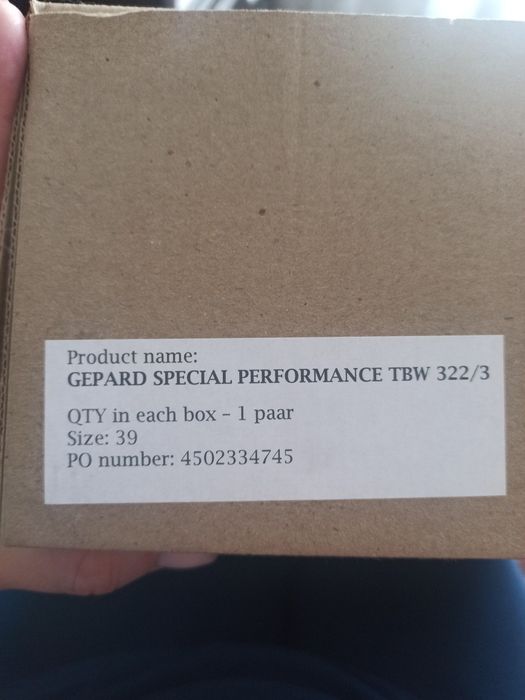 Product name:
GEPARD SPECIAL PERFORMANCE TBW 322/3
QTY in each box - 1 paar
Size: 39
PO number: 4502334745